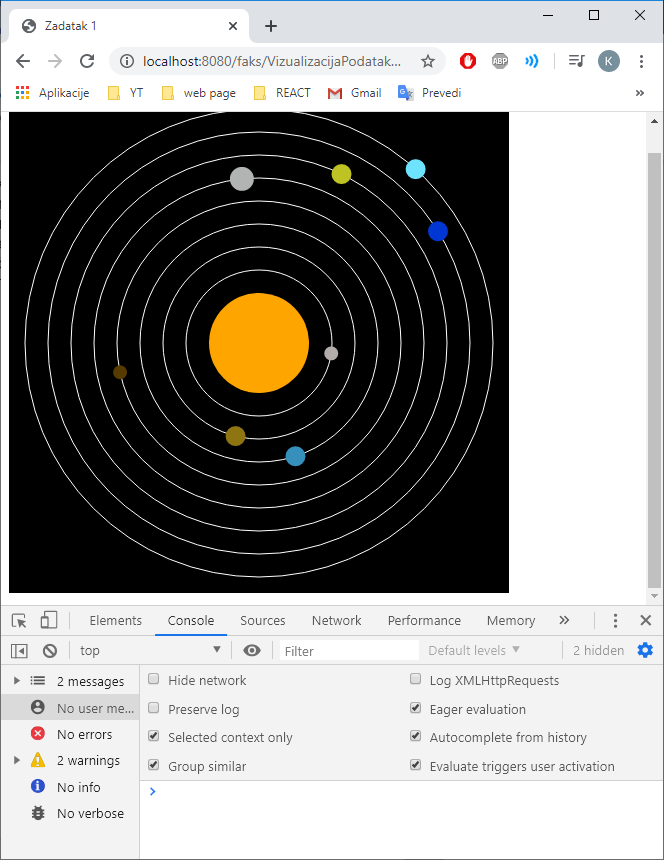 Zadatak 1
localhost:8080/faks/VizualizacijaPodatak...
ABP
K
Aplikacije YT web page REACT Gmail Prevedi »
Elements Console Sources Network Performance Memory »
top Filter Default levels 2 hidden
2 messages
No user me...
No errors
2 warnings
No info
No verbose
Hide network Log XMLHttpRequests
Preserve log Eager evaluation
Selected context only Autocomplete from history
Group similar Evaluate triggers user activation